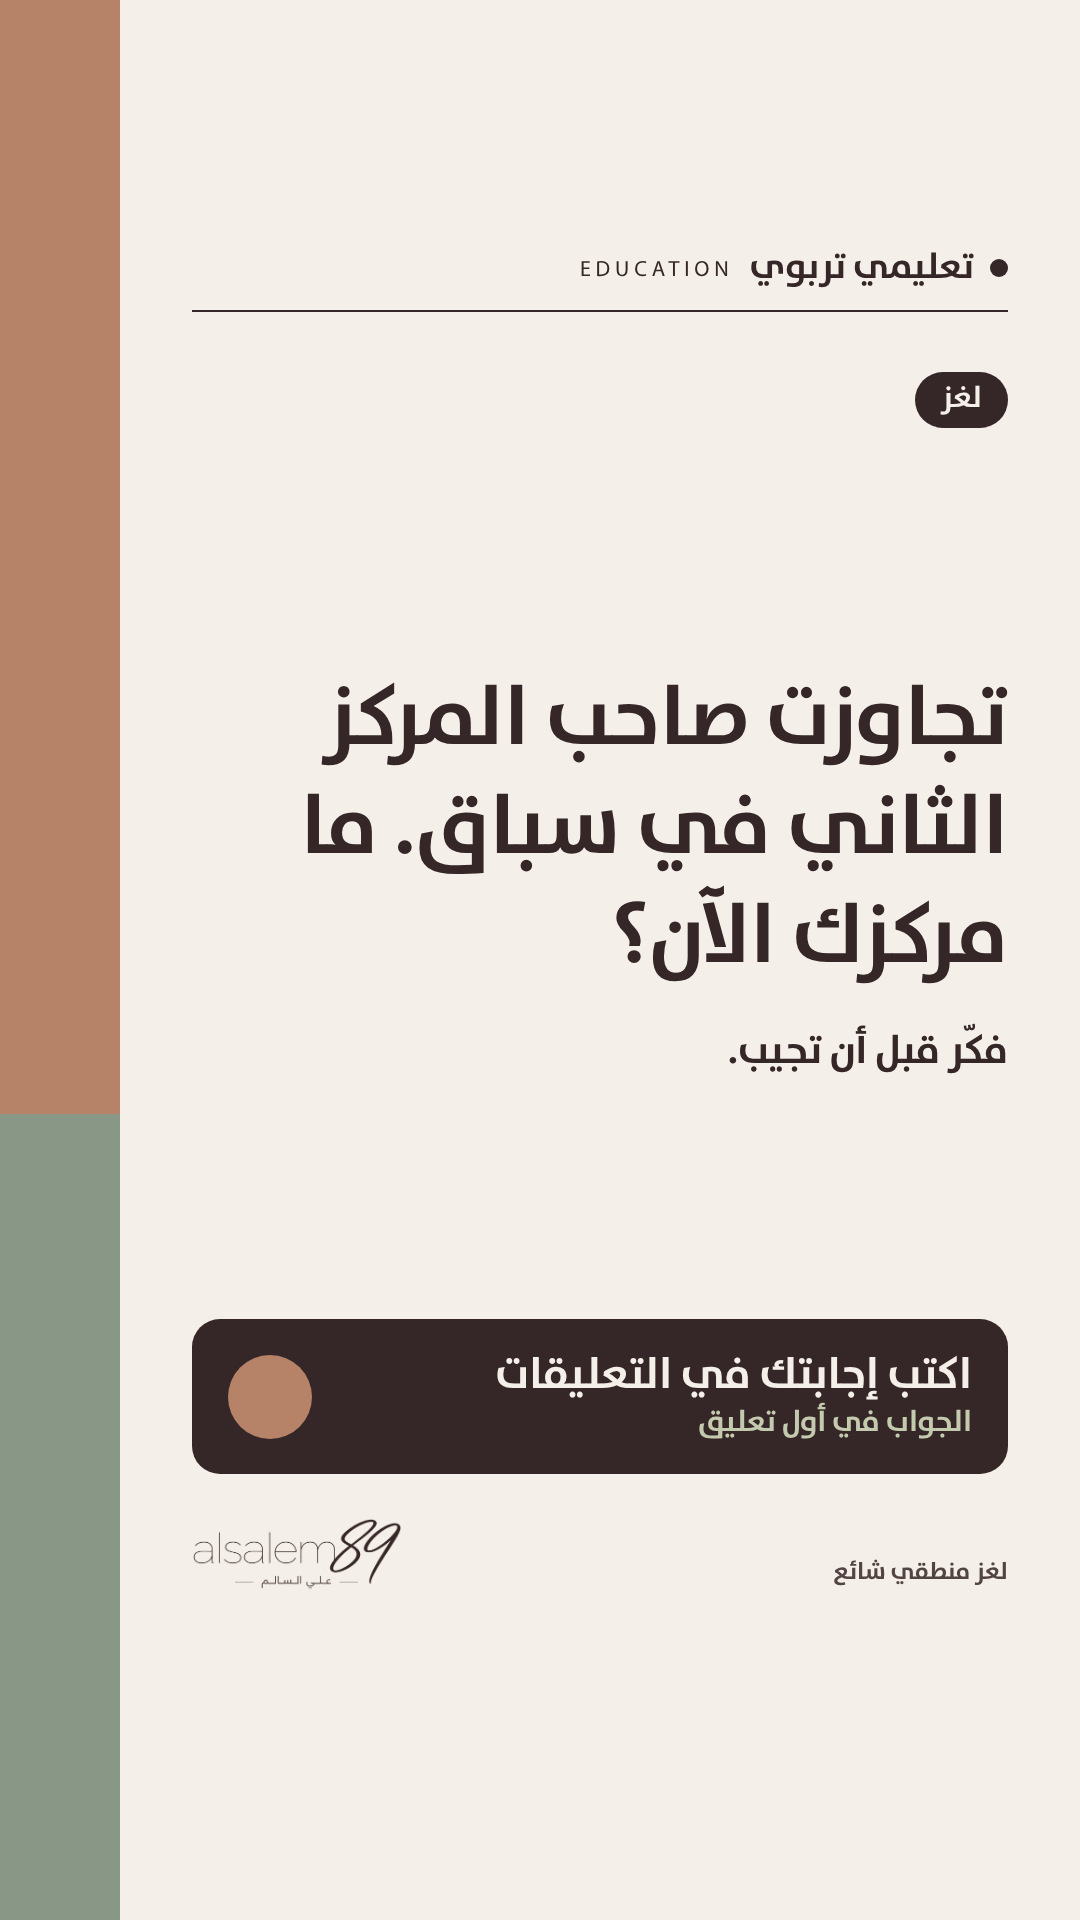 تعليمي تربوي EDUCATION
لغز
تجاوزت صاحب المركز
الثاني في سباق. ما
مركزك الآن؟
فكّر قبل أن تجيب.
اكتب إجابتك في التعليقات
الجواب في أول تعليق
لغز منطقي شائع
alsalem89
علي السالم